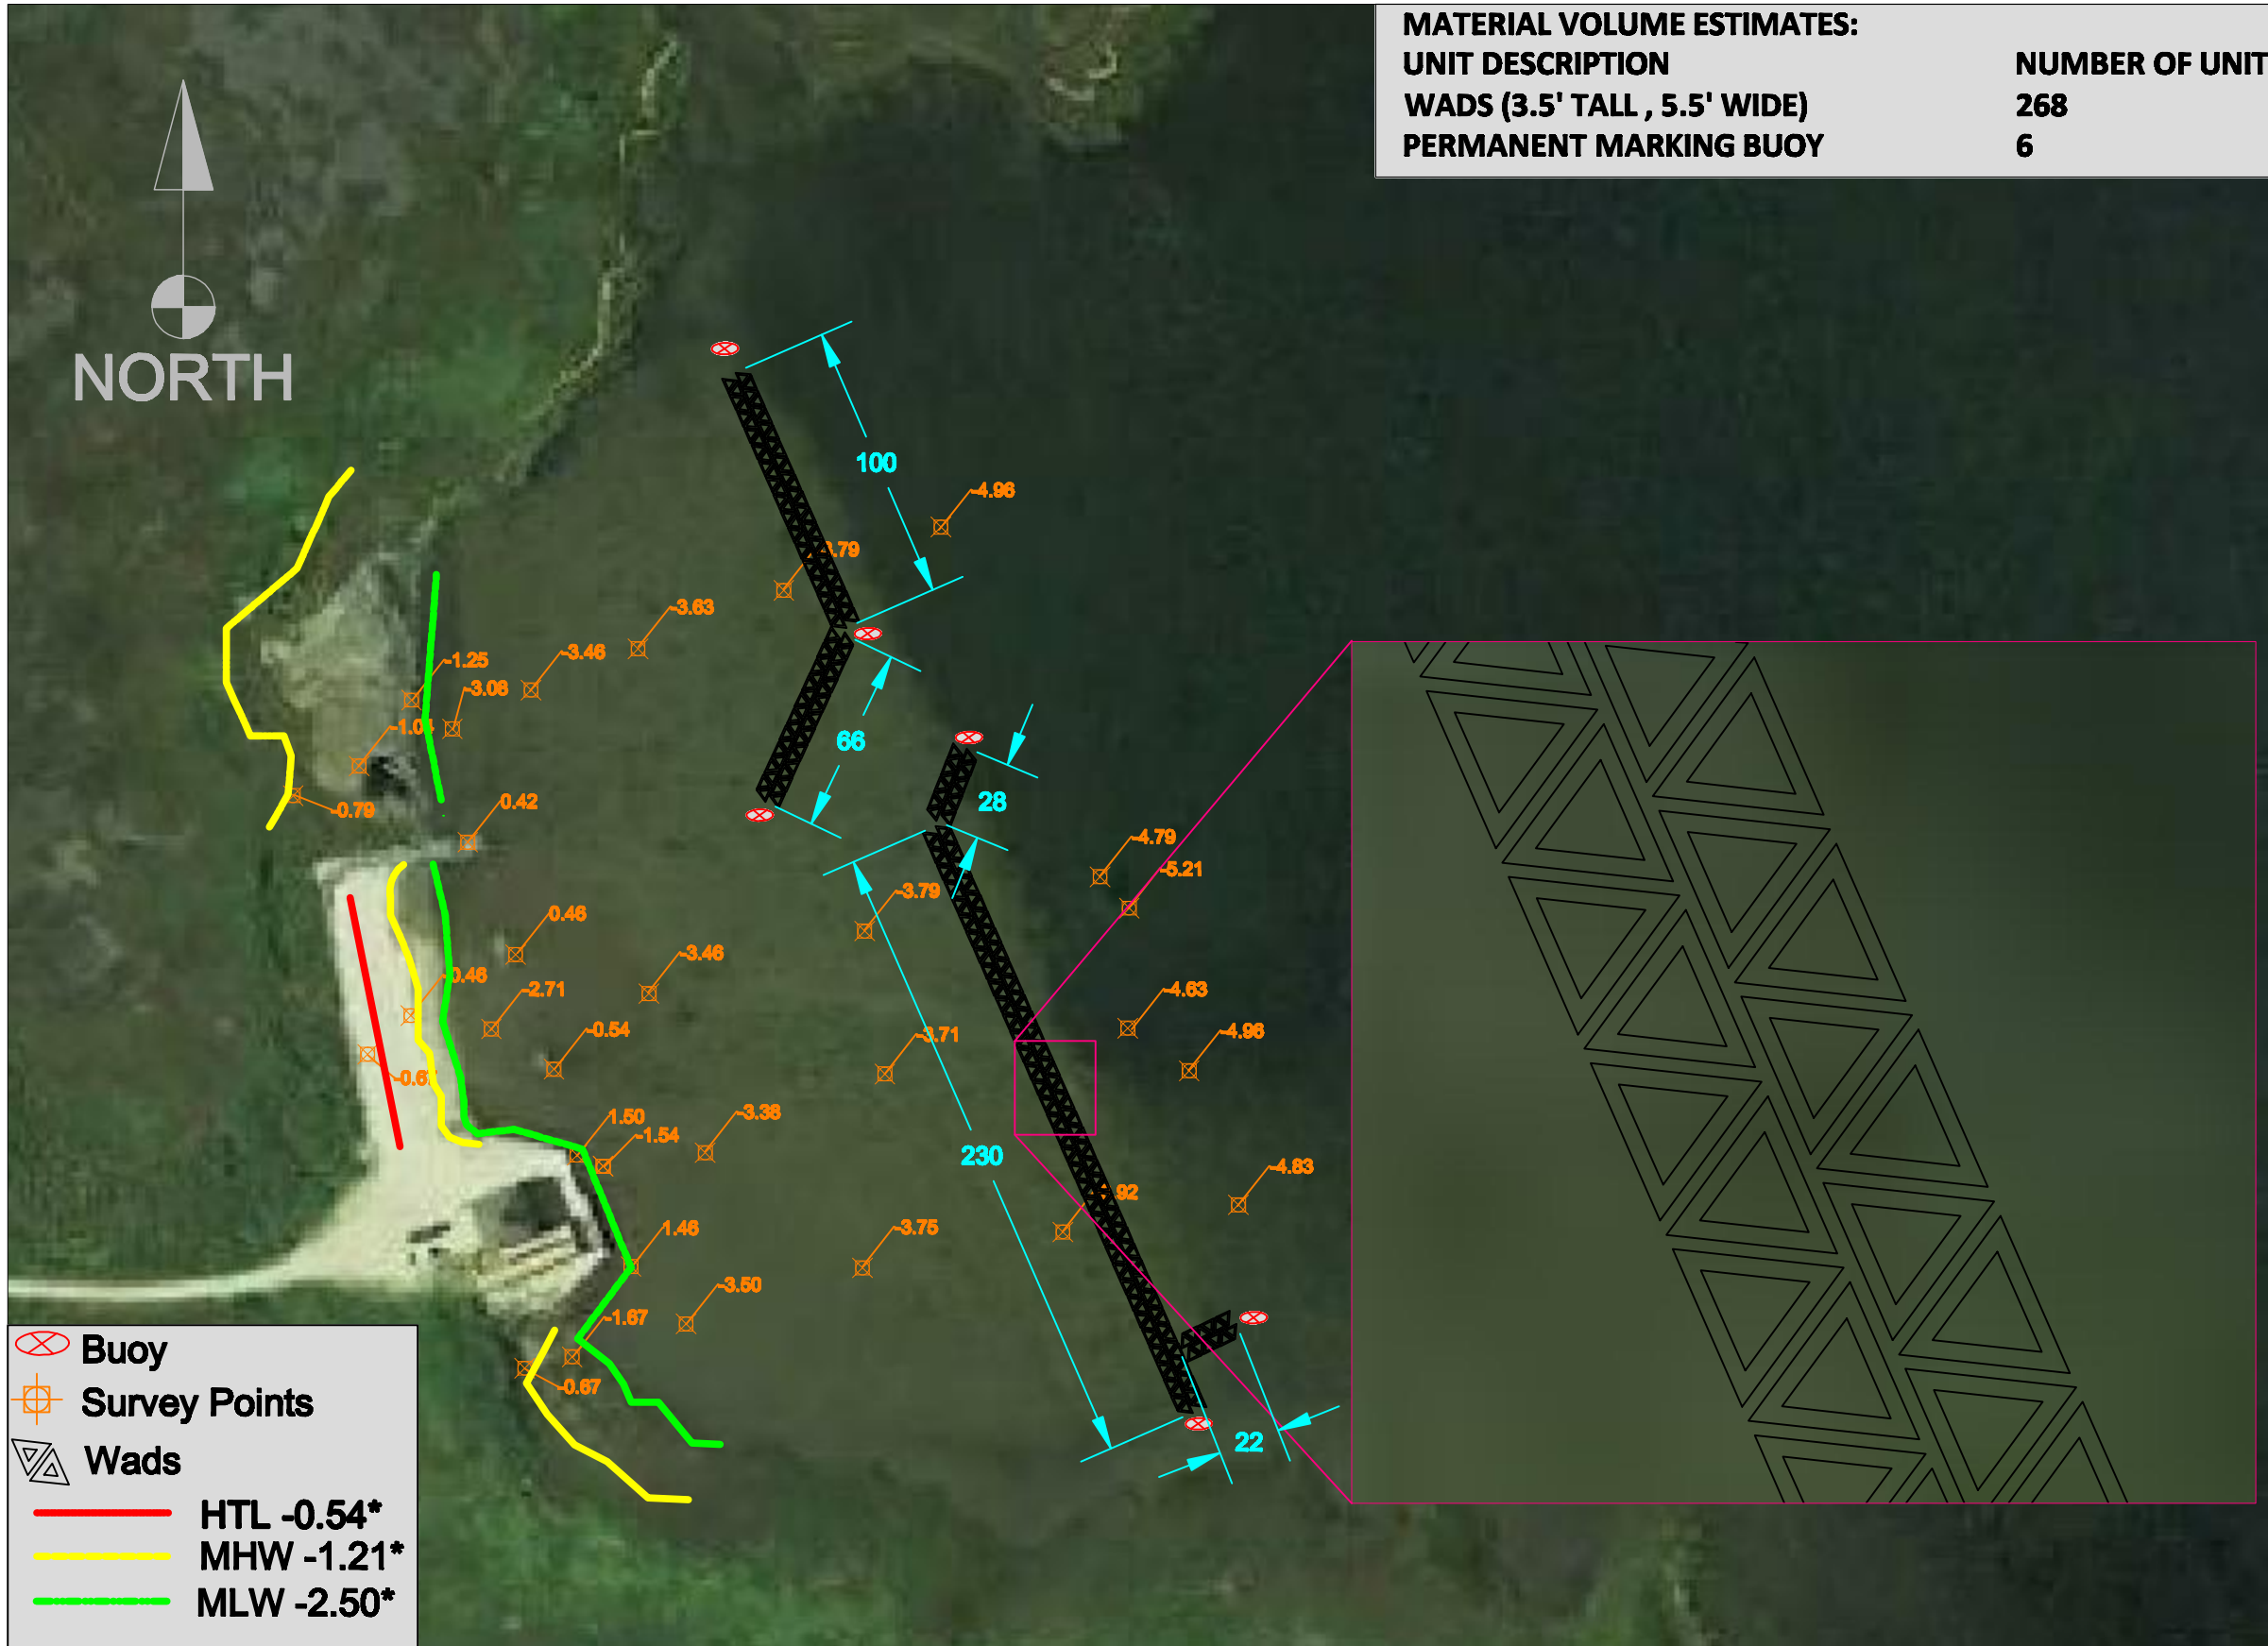 MATERIAL VOLUME ESTIMATES:
UNIT DESCRIPTION NUMBER OF UNIT
WADS (3.5' TALL , 5.5' WIDE) 268
PERMANENT MARKING BUOY 6
NORTH
100
-4.96
-3.63
-3.46
-1.25
-3.08
66
-0.79
0.42
28
-4.79
-5.21
-3.79
0.46
-3.46
-2.71
-4.63
-0.54
-3.71
-4.96
1.50
-3.38
-1.54
230
-4.83
1.46
-3.75
-3.50
-1.67
-0.67
22
Buoy
Survey Points
Wads
HTL -0.54*
MHW -1.21*
MLW -2.50*